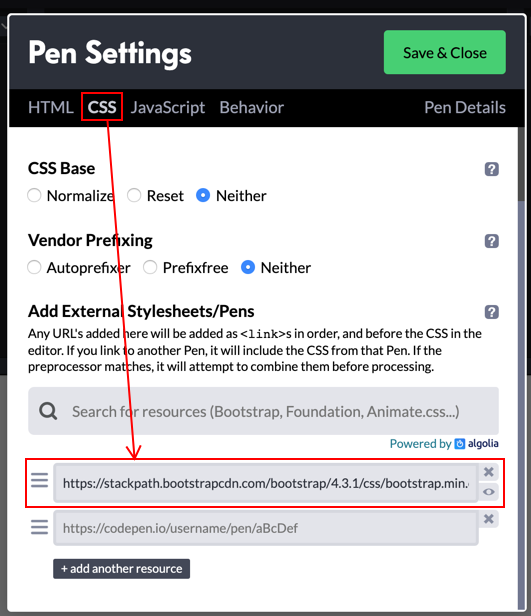 Pen Settings
Save & Close
HTML CSS JavaScript Behavior Pen Details
CSS Base ?
Normalize Reset Neither
Vendor Prefixing ?
Autoprefixer Prefixfree Neither
Add External Stylesheets/Pens ?
Any URL's added here will be added as <link>s in order, and before the CSS in the
editor. If you link to another Pen, it will include the CSS from that Pen. If the
preprocessor matches, it will attempt to combine them before processing.
Search for resources (Bootstrap, Foundation, Animate.css...)
Powered by algolia
https://stackpath.bootstrapcdn.com/bootstrap/4.3.1/css/bootstrap.min.
https://codepen.io/username/pen/aBcDef
+ add another resource